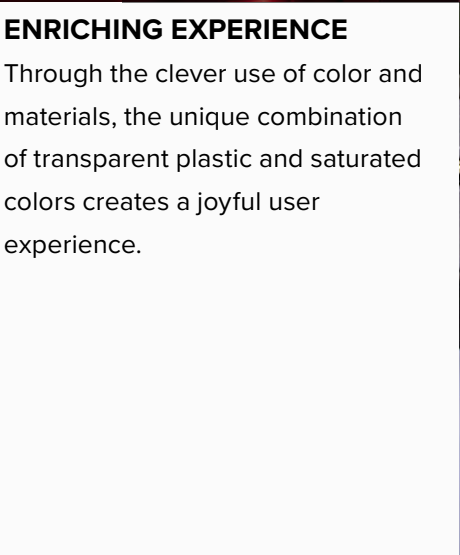 ENRICHING EXPERIENCE
Through the clever use of color and
materials, the unique combination
of transparent plastic and saturated
colors creates a joyful user
experience.